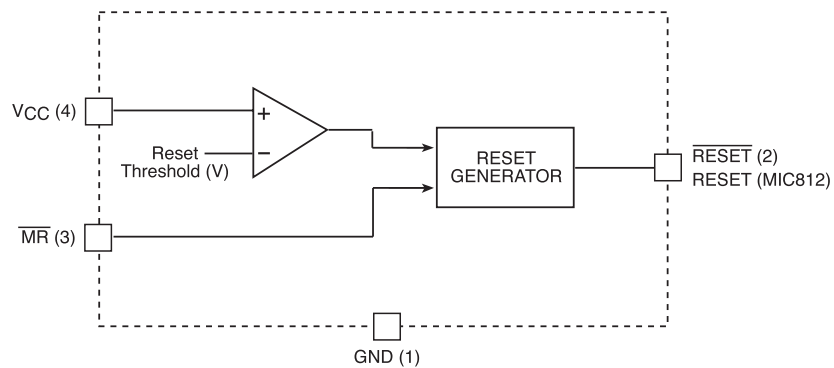 VCC (4)
+
Reset
Threshold (V)
−
RESET
GENERATOR
RESET (2)
RESET (MIC812)
MR (3)
GND (1)